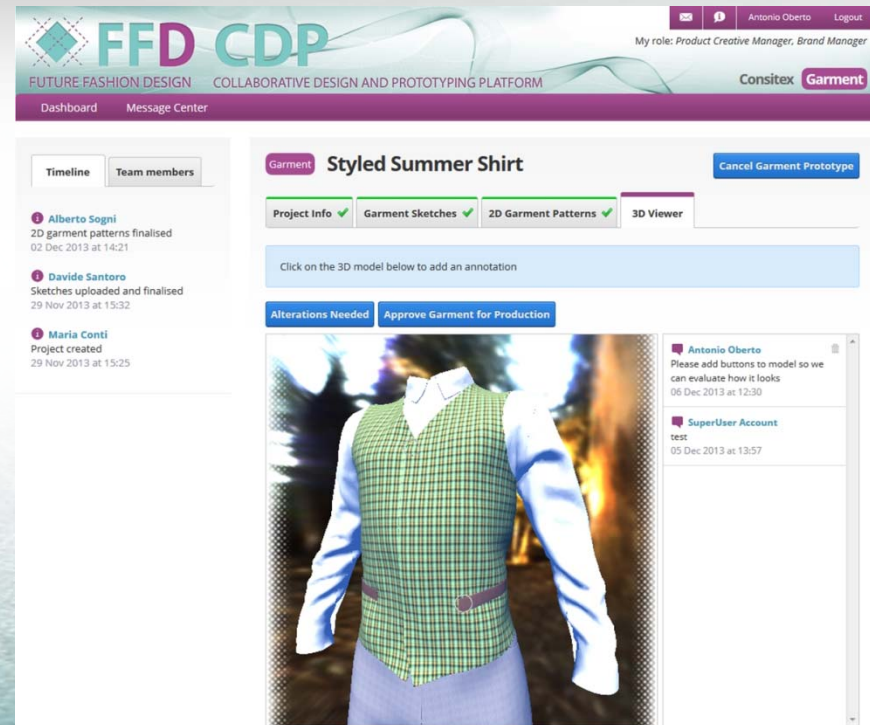 Antonio Oberto Logout
My role: Product Creative Manager, Brand Manager
FFD CDP
FUTURE FASHION DESIGN COLLABORATIVE DESIGN AND PROTOTYPING PLATFORM
Consitex Garment
Dashboard Message Center
Timeline Team members
Alberto Sogni
2D garment patterns finalised
02 Dec 2013 at 14:21
Davide Santoro
Sketches uploaded and finalised
29 Nov 2013 at 15:32
Maria Conti
Project created
29 Nov 2013 at 15:25
Garment Styled Summer Shirt
Cancel Garment Prototype
Project Info Garment Sketches 2D Garment Patterns 3D Viewer
Click on the 3D model below to add an annotation
Alterations Needed Approve Garment for Production
Antonio Oberto
Please add buttons to model so we
can evaluate how it looks
06 Dec 2013 at 12:30
SuperUser Account
test
05 Dec 2013 at 13:57